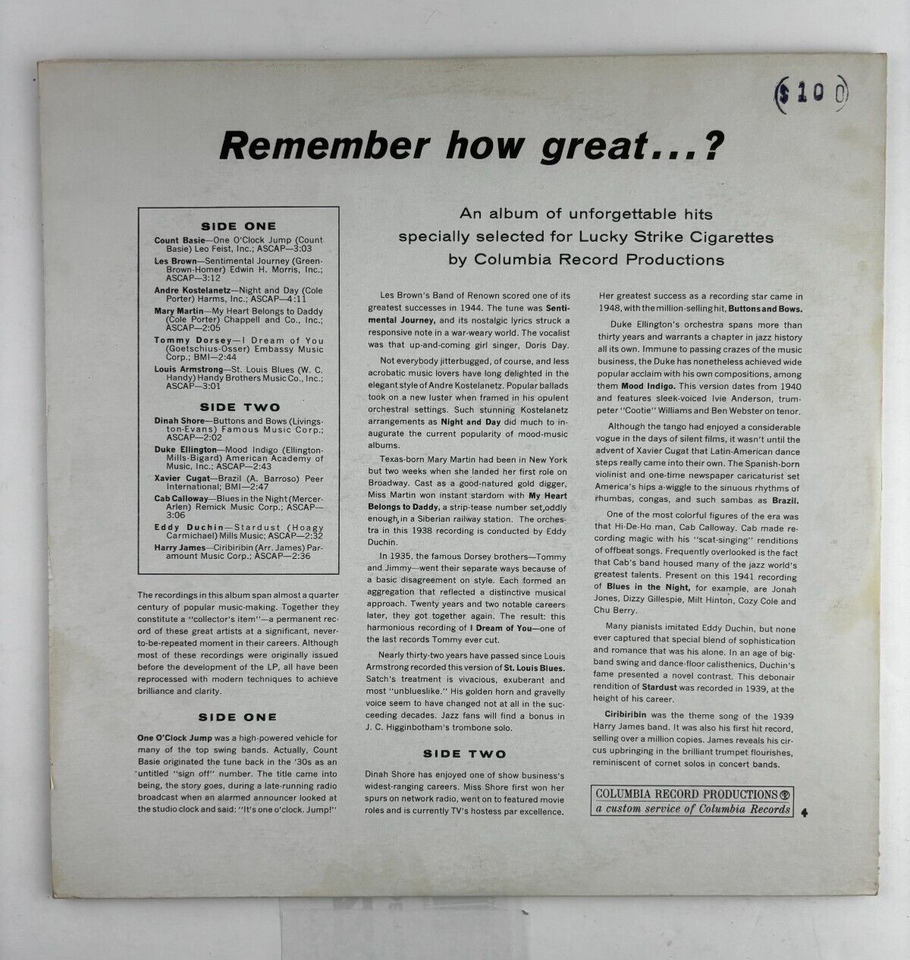 ($ 1 0 0)
Remember how great...?
An album of unforgettable hits
specially selected for Lucky Strike Cigarettes
by Columbia Record Productions
SIDE ONE
Count Basie—One O'Clock Jump (Count
Basie) Leo Feist, Inc.; ASCAP—3:03
Les Brown—Sentimental Journey (Green-
Brown-Homer) Edwin H. Morris, Inc.;
ASCAP—3:12
Andre Kostelanetz—Night and Day (Cole
Porter) Harms, Inc.; ASCAP—4:11
Mary Martin—My Heart Belongs to Daddy
(Cole Porter) Chappell and Co., Inc.;
ASCAP—2:05
Tommy Dorsey—I Dream of You
(Goetschius-Osser) Embassy Music
Corp.; BMI—2:44
Louis Armstrong—St. Louis Blues (W. C.
Handy) Handy Brothers Music Co., Inc.;
ASCAP—3:01
SIDE TWO
Dinah Shore—Buttons and Bows (Livings-
ton-Evans) Famous Music Corp.;
ASCAP—2:02
Duke Ellington—Mood Indigo (Ellington-
Mills-Bigard) American Academy of
Music, Inc.; ASCAP—2:43
Xavier Cugat—Brazil (A. Barroso) Peer
International; BMI—2:47
Cab Calloway—Blues in the Night (Mercer-
Arlen) Remick Music Corp.; ASCAP—
3:06
Eddy Duchin—Stardust (Hoagy
Carmichael) Mills Music; ASCAP—2:32
Harry James—Ciribiribin (Arr. James) Par-
amount Music Corp.; ASCAP—2:36
The recordings in this album span almost a quarter
century of popular music-making. Together they
constitute a "collector's item"—a permanent rec-
ord of these great artists at a significant, never-
to-be-repeated moment in their careers. Although
most of these recordings were originally issued
before the development of the LP, all have been
reprocessed with modern techniques to achieve
brilliance and clarity.
SIDE ONE
One O'Clock Jump was a high-powered vehicle for
many of the top swing bands. Actually, Count
Basie originated the tune back in the '30s as an
untitled "sign off" number. The title came into
being, the story goes, during a late-running radio
broadcast when an alarmed announcer looked at
the studio clock and said: "It's one o'clock. Jump!"
Les Brown's Band of Renown scored one of its
greatest successes in 1944. The tune was Senti-
mental Journey, and its nostalgic lyrics struck a
responsive note in a war-weary world. The vocalist
was that up-and-coming girl singer, Doris Day.
Not everybody jitterbugged, of course, and less
acrobatic music lovers have long delighted in the
elegant style of Andre Kostelanetz. Popular ballads
took on a new luster when framed in his opulent
orchestral settings. Such stunning Kostelanetz
arrangements as Night and Day did much to in-
augurate the current popularity of mood-music
albums.
Texas-born Mary Martin had been in New York
but two weeks when she landed her first role on
Broadway. Cast as a good-natured gold digger,
Miss Martin won instant stardom with My Heart
Belongs to Daddy, a strip-tease number set, oddly
enough, in a Siberian railway station. The orches-
tra in this 1938 recording is conducted by Eddy
Duchin.
In 1935, the famous Dorsey brothers—Tommy
and Jimmy—went their separate ways because of
a basic disagreement on style. Each formed an
aggregation that reflected a distinctive musical
approach. Twenty years and two notable careers
later, they got together again. The result: this
harmonious recording of I Dream of You—one of
the last records Tommy ever cut.
Nearly thirty-two years have passed since Louis
Armstrong recorded this version of St. Louis Blues.
Satch's treatment is vivacious, exuberant and
most "unblueslike." His golden horn and gravelly
voice seem to have changed not at all in the suc-
ceeding decades. Jazz fans will find a bonus in
J. C. Higginbotham's trombone solo.
SIDE TWO
Dinah Shore has enjoyed one of show business's
widest-ranging careers. Miss Shore first won her
spurs on network radio, went on to featured movie
roles and is currently TV's hostess par excellence.
Her greatest success as a recording star came in
1948, with the million-selling hit, Buttons and Bows.
Duke Ellington's orchestra spans more than
thirty years and warrants a chapter in jazz history
all its own. Immune to passing crazes of the music
business, the Duke has nonetheless achieved wide
popular acclaim with his own compositions, among
them Mood Indigo. This version dates from 1940
and features sleek-voiced Ivie Anderson, trum-
peter "Cootie" Williams and Ben Webster on tenor.
Although the tango had enjoyed a considerable
vogue in the days of silent films, it wasn't until the
advent of Xavier Cugat that Latin-American dance
steps really came into their own. The Spanish-born
violinist and one-time newspaper caricaturist set
America's hips a-wiggle to the sinuous rhythms of
rhumbas, congas, and such sambas as Brazil.
One of the most colorful figures of the era was
that Hi-De-Ho man, Cab Calloway. Cab made re-
cording magic with his "scat-singing" renditions
of offbeat songs. Frequently overlooked is the fact
that Cab's band housed many of the jazz world's
greatest talents. Present on this 1941 recording
of Blues in the Night, for example, are Jonah
Jones, Dizzy Gillespie, Milt Hinton, Cozy Cole and
Chu Berry.
Many pianists imitated Eddy Duchin, but none
ever captured that special blend of sophistication
and romance that was his alone. In an age of big-
band swing and dance-floor calisthenics, Duchin's
fame presented a novel contrast. This debonair
rendition of Stardust was recorded in 1939, at the
height of his career.
Ciribiribin was the theme song of the 1939
Harry James band. It was also his first hit record,
selling over a million copies. James reveals his cir-
cus upbringing in the brilliant trumpet flourishes,
reminiscent of cornet solos in concert bands.
COLUMBIA RECORD PRODUCTIONS
a custom service of Columbia Records
4